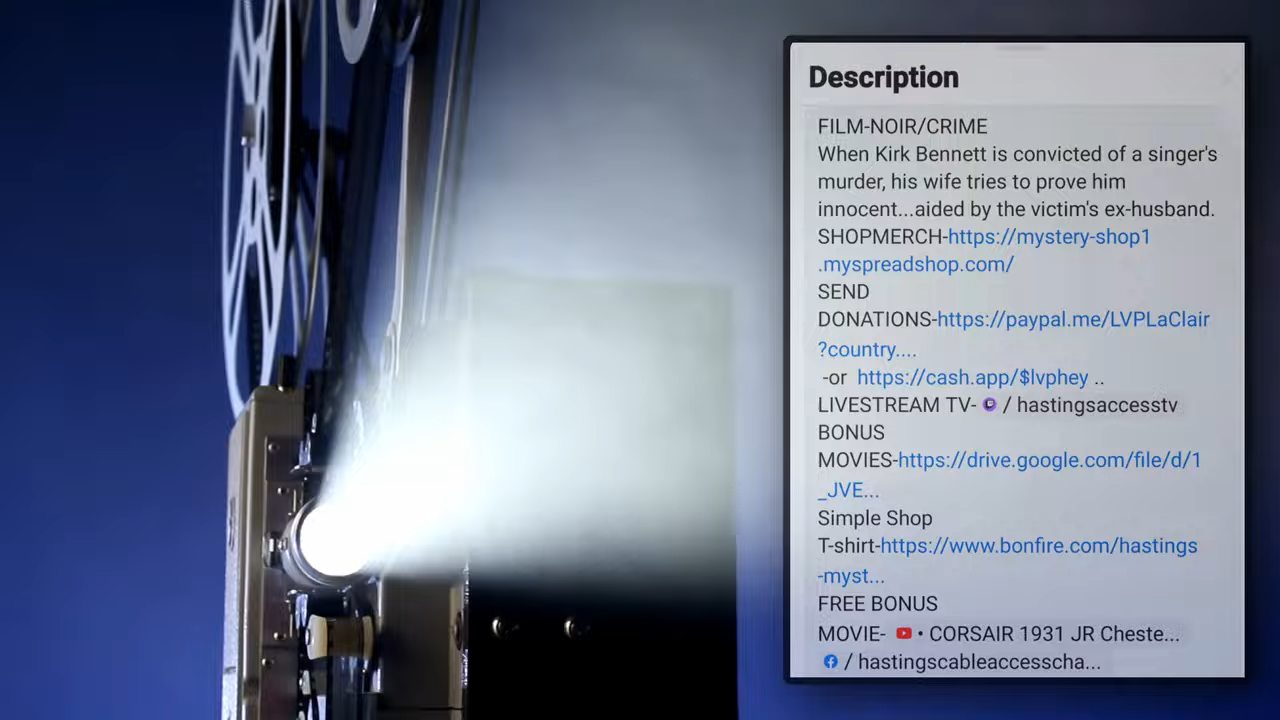 Description
FILM-NOIR/CRIME
When Kirk Bennett is convicted of a singer's
murder, his wife tries to prove him
innocent...aided by the victim's ex-husband.
SHOPMERCH-https://mystery-shop1
.myspreadshop.com/
SEND
DONATIONS-https://paypal.me/LVPLaClair
?country....
-or https://cash.app/$lvphey ..
LIVESTREAM TV- / hastingsaccesstv
BONUS
MOVIES-https://drive.google.com/file/d/1
_JVE...
Simple Shop
T-shirt-https://www.bonfire.com/hastings
-myst...
FREE BONUS
MOVIE- • CORSAIR 1931 JR Cheste...
/ hastingscableaccesscha...